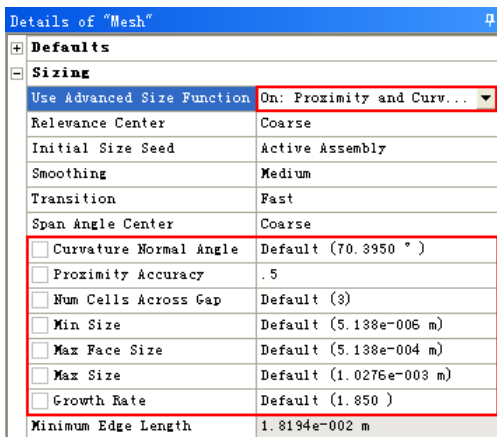 Details of "Mesh"
Defaults
Sizing
Use Advanced Size Function On: Proximity and Curv...
Relevance Center Coarse
Initial Size Seed Active Assembly
Smoothing Medium
Transition Fast
Span Angle Center Coarse
Curvature Normal Angle Default (70.3950 °)
Proximity Accuracy .5
Num Cells Across Gap Default (3)
Min Size Default (5.138e-006 m)
Max Face Size Default (5.138e-004 m)
Max Size Default (1.0276e-003 m)
Growth Rate Default (1.850 )
Minimum Edge Length 1.8194e-002 m